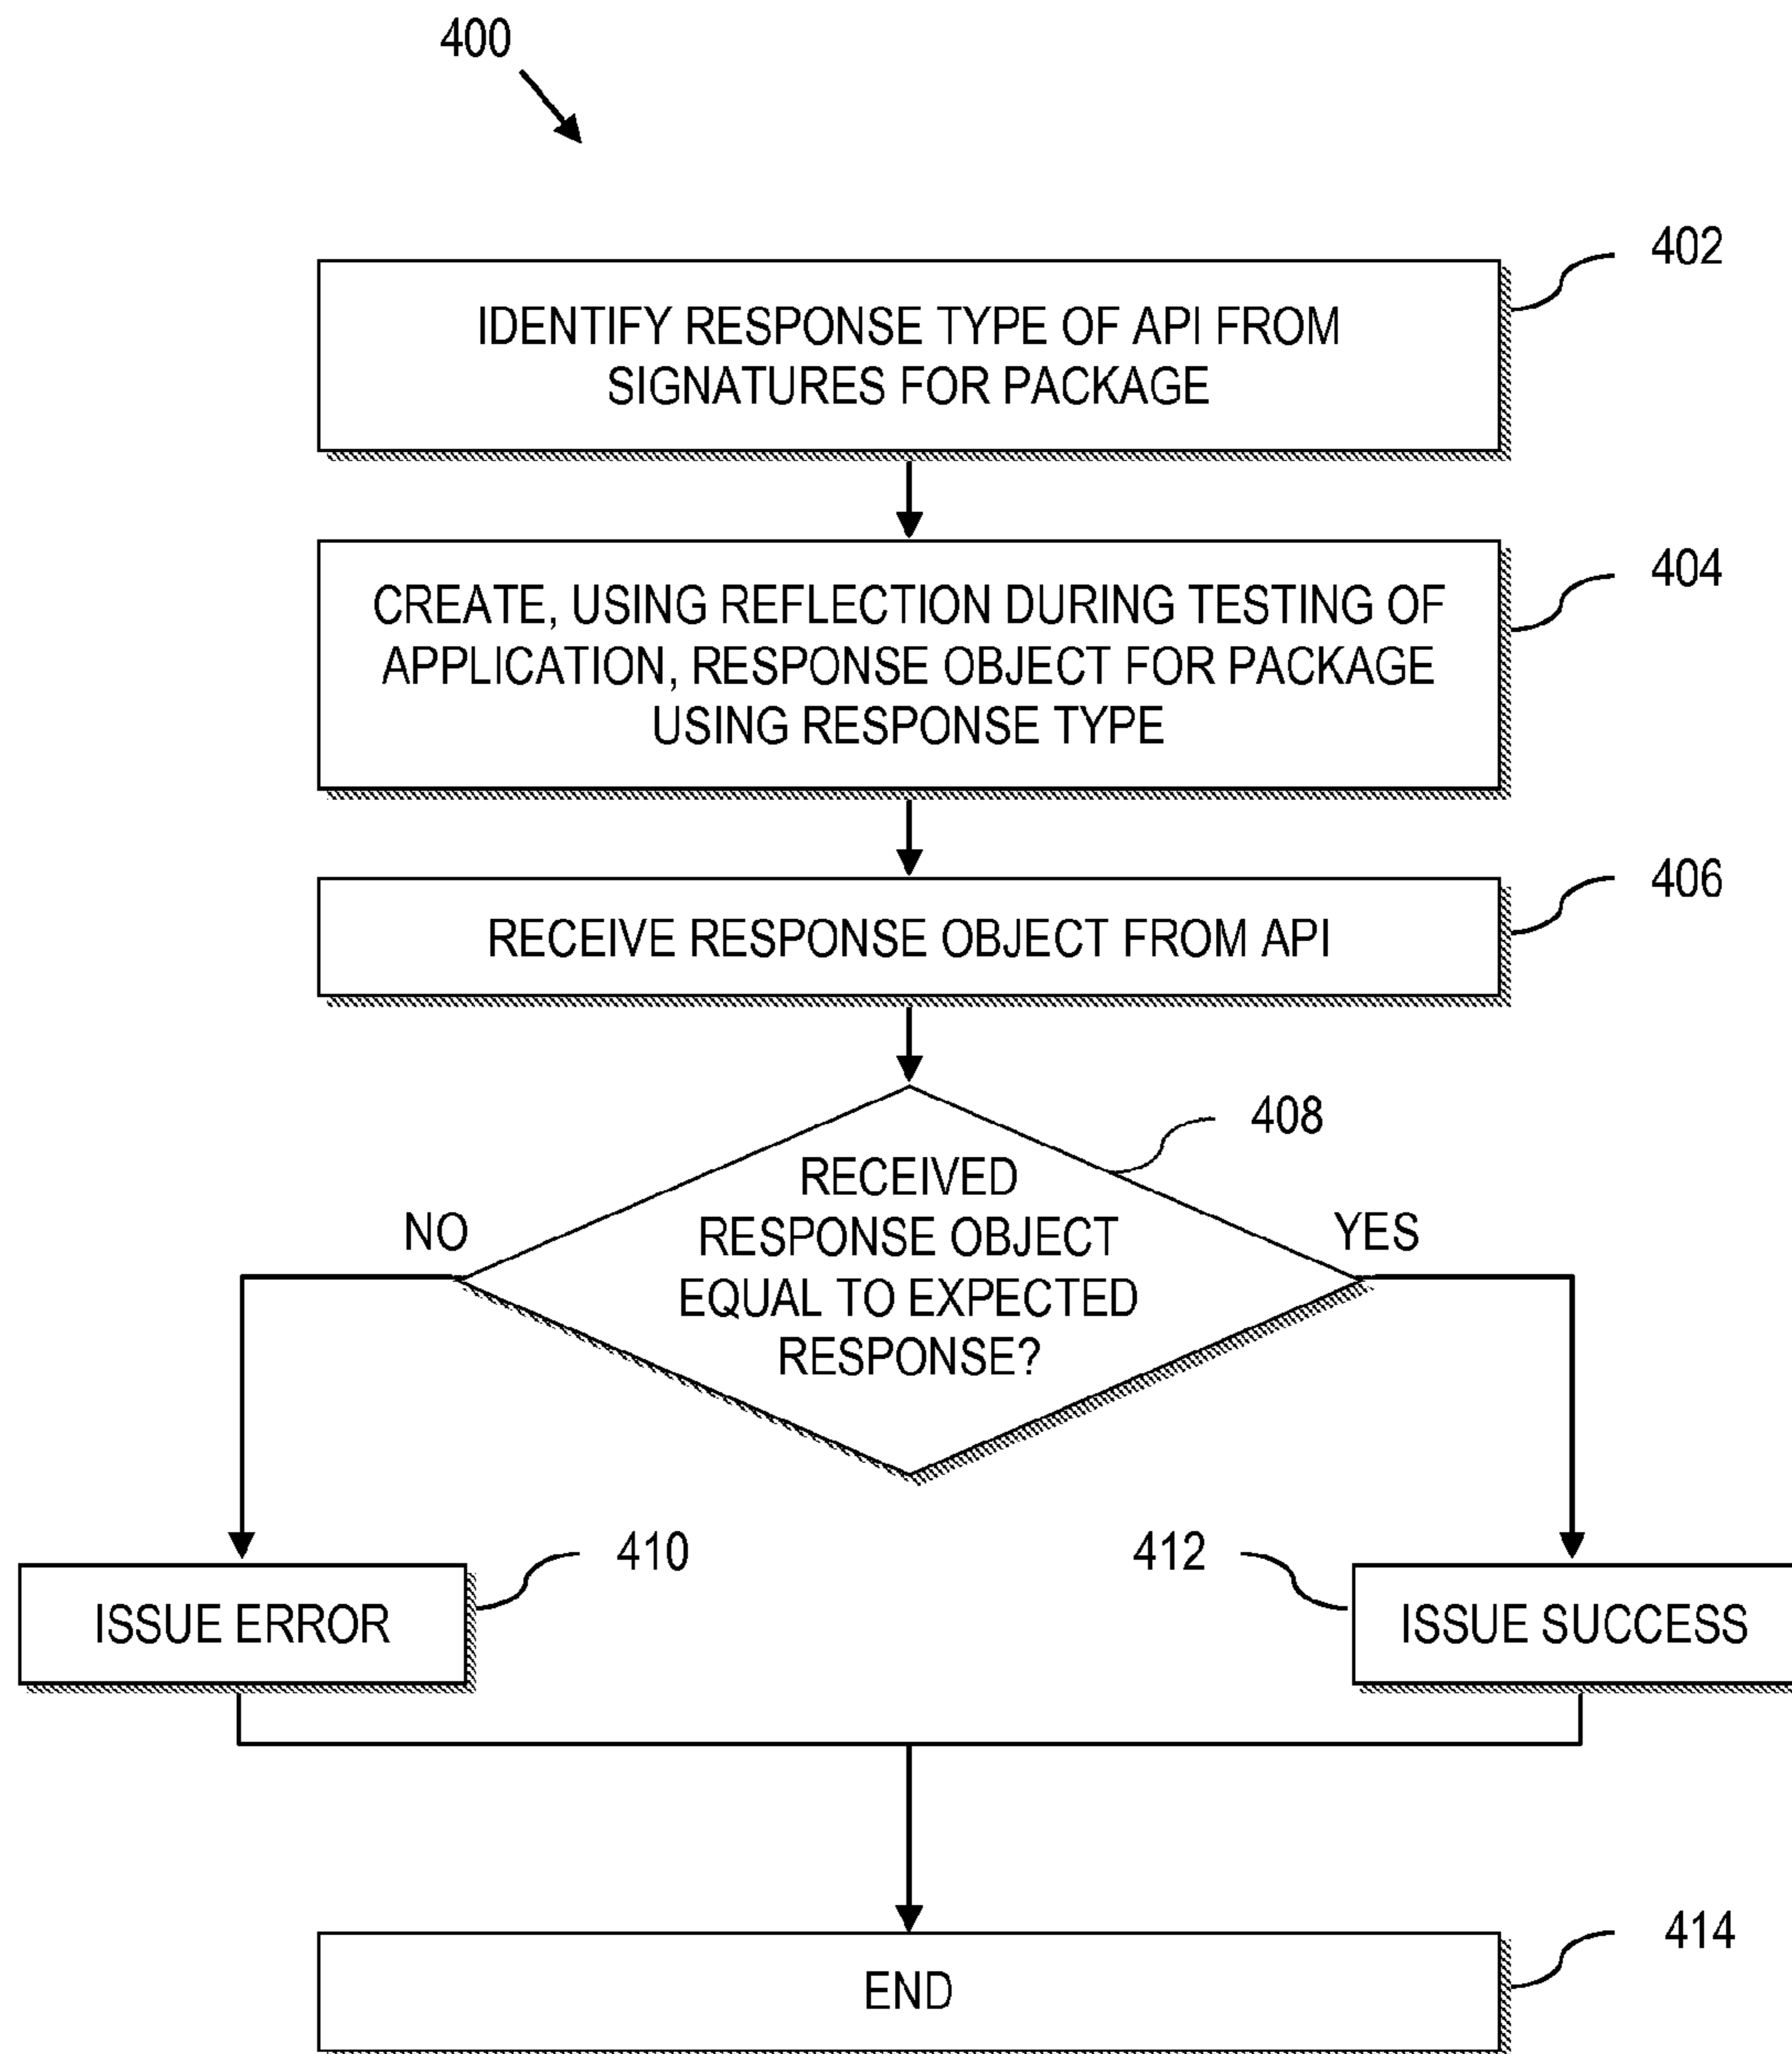 400
402
IDENTIFY RESPONSE TYPE OF API FROM
SIGNATURES FOR PACKAGE
404
CREATE, USING REFLECTION DURING TESTING OF
APPLICATION, RESPONSE OBJECT FOR PACKAGE
USING RESPONSE TYPE
406
RECEIVE RESPONSE OBJECT FROM API
408
RECEIVED
RESPONSE OBJECT
EQUAL TO EXPECTED
RESPONSE?
NO
YES
410
ISSUE ERROR
412
ISSUE SUCCESS
414
END